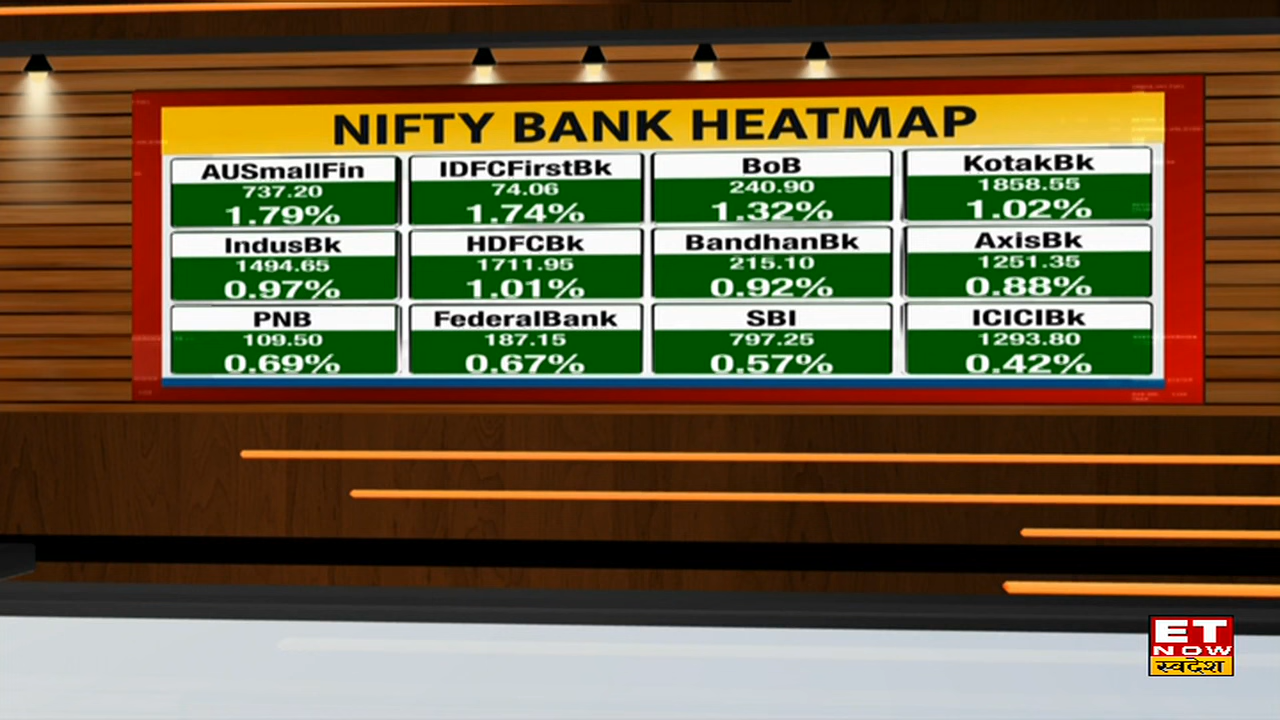 NIFTY BANK HEATMAP
AUSmallFin
737.20
1.79%
IDFCFirstBk
74.06
1.74%
BoB
240.90
1.32%
KotakBk
1858.55
1.02%
IndusBk
1494.65
0.97%
HDFCBk
1711.95
1.01%
BandhanBk
215.10
0.92%
AxisBk
1251.35
0.88%
PNB
109.50
0.69%
FederalBank
187.15
0.67%
SBI
797.25
0.57%
ICICIBk
1293.80
0.42%
ET
NOW
स्वदेश